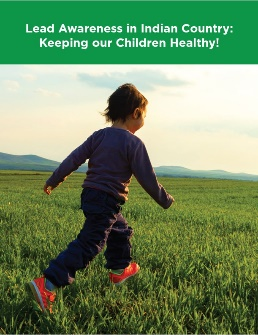 Lead Awareness in Indian Country:
Keeping our Children Healthy!